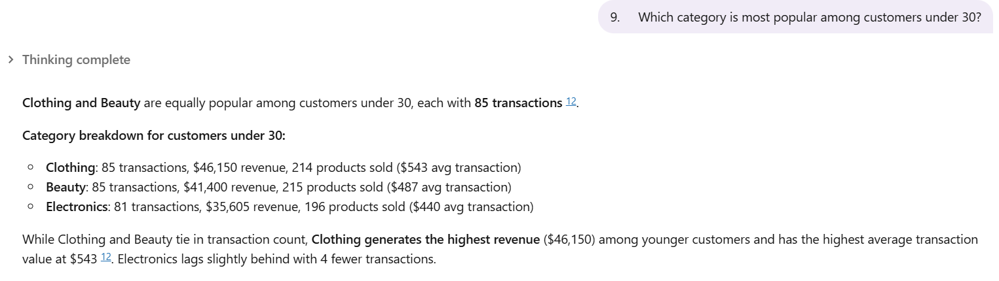 9. Which category is most popular among customers under 30?
Thinking complete
Clothing and Beauty are equally popular among customers under 30, each with 85 transactions 12.
Category breakdown for customers under 30:
Clothing: 85 transactions, $46,150 revenue, 214 products sold ($543 avg transaction)
Beauty: 85 transactions, $41,400 revenue, 215 products sold ($487 avg transaction)
Electronics: 81 transactions, $35,605 revenue, 196 products sold ($440 avg transaction)
While Clothing and Beauty tie in transaction count, Clothing generates the highest revenue ($46,150) among younger customers and has the highest average transaction
value at $543 12. Electronics lags slightly behind with 4 fewer transactions.